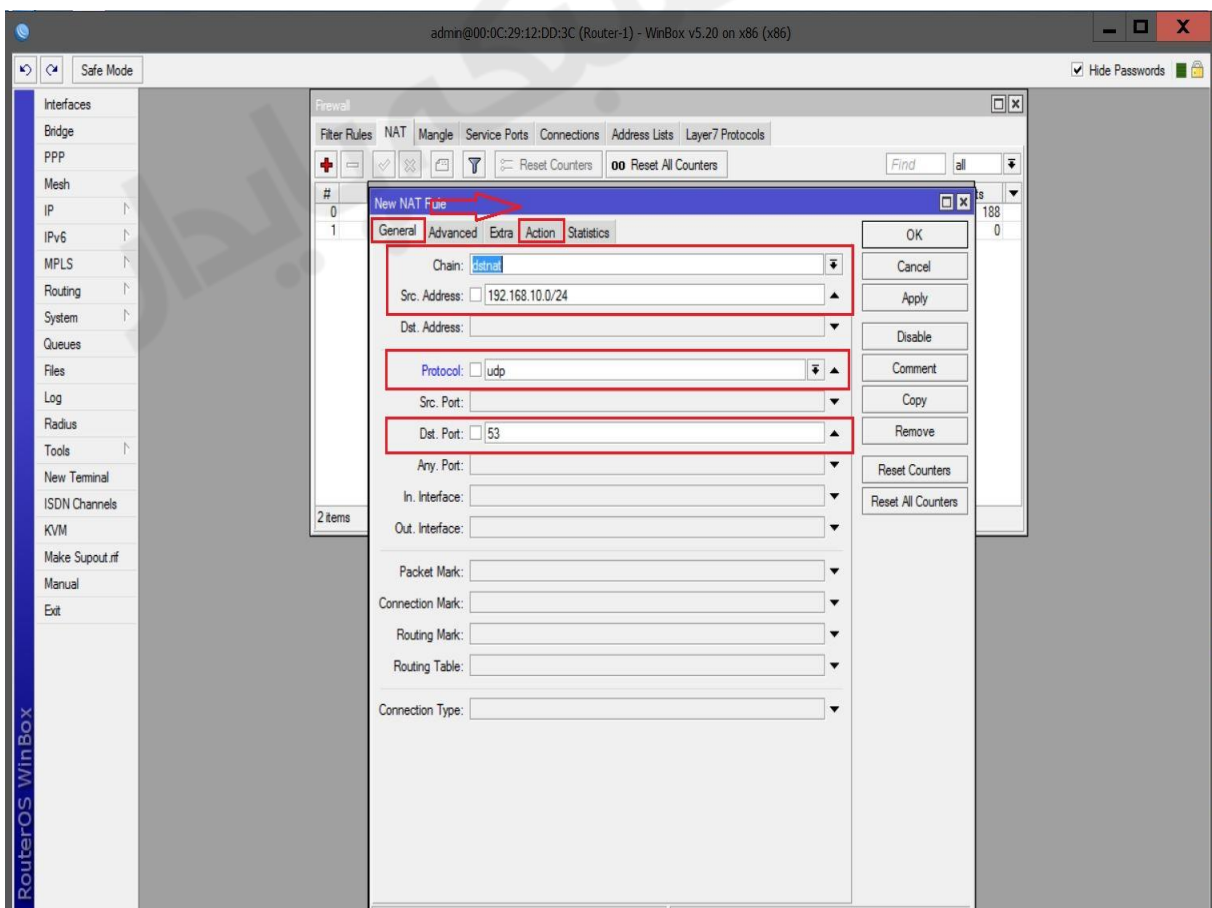 admin@00:0C:29:12:DD:3C (Router-1) - WinBox v5.20 on x86 (x86)
Safe Mode
Hide Passwords
Interfaces
Bridge
PPP
Mesh
IP
IPv6
MPLS
Routing
System
Queues
Files
Log
Radius
Tools
New Terminal
ISDN Channels
KVM
Make Supout.rif
Manual
Exit
RouterOS WinBox
Firewall
Filter Rules NAT Mangle Service Ports Connections Address Lists Layer7 Protocols
Reset Counters 00 Reset All Counters Find all
#
0 188
1 0
2 items
New NAT Rule
General Advanced Extra Action Statistics
Chain: dstnat
Src. Address: 192.168.10.0/24
Dst. Address:
Protocol: udp
Src. Port:
Dst. Port: 53
Any. Port:
In. Interface:
Out. Interface:
Packet Mark:
Connection Mark:
Routing Mark:
Routing Table:
Connection Type:
OK
Cancel
Apply
Disable
Comment
Copy
Remove
Reset Counters
Reset All Counters